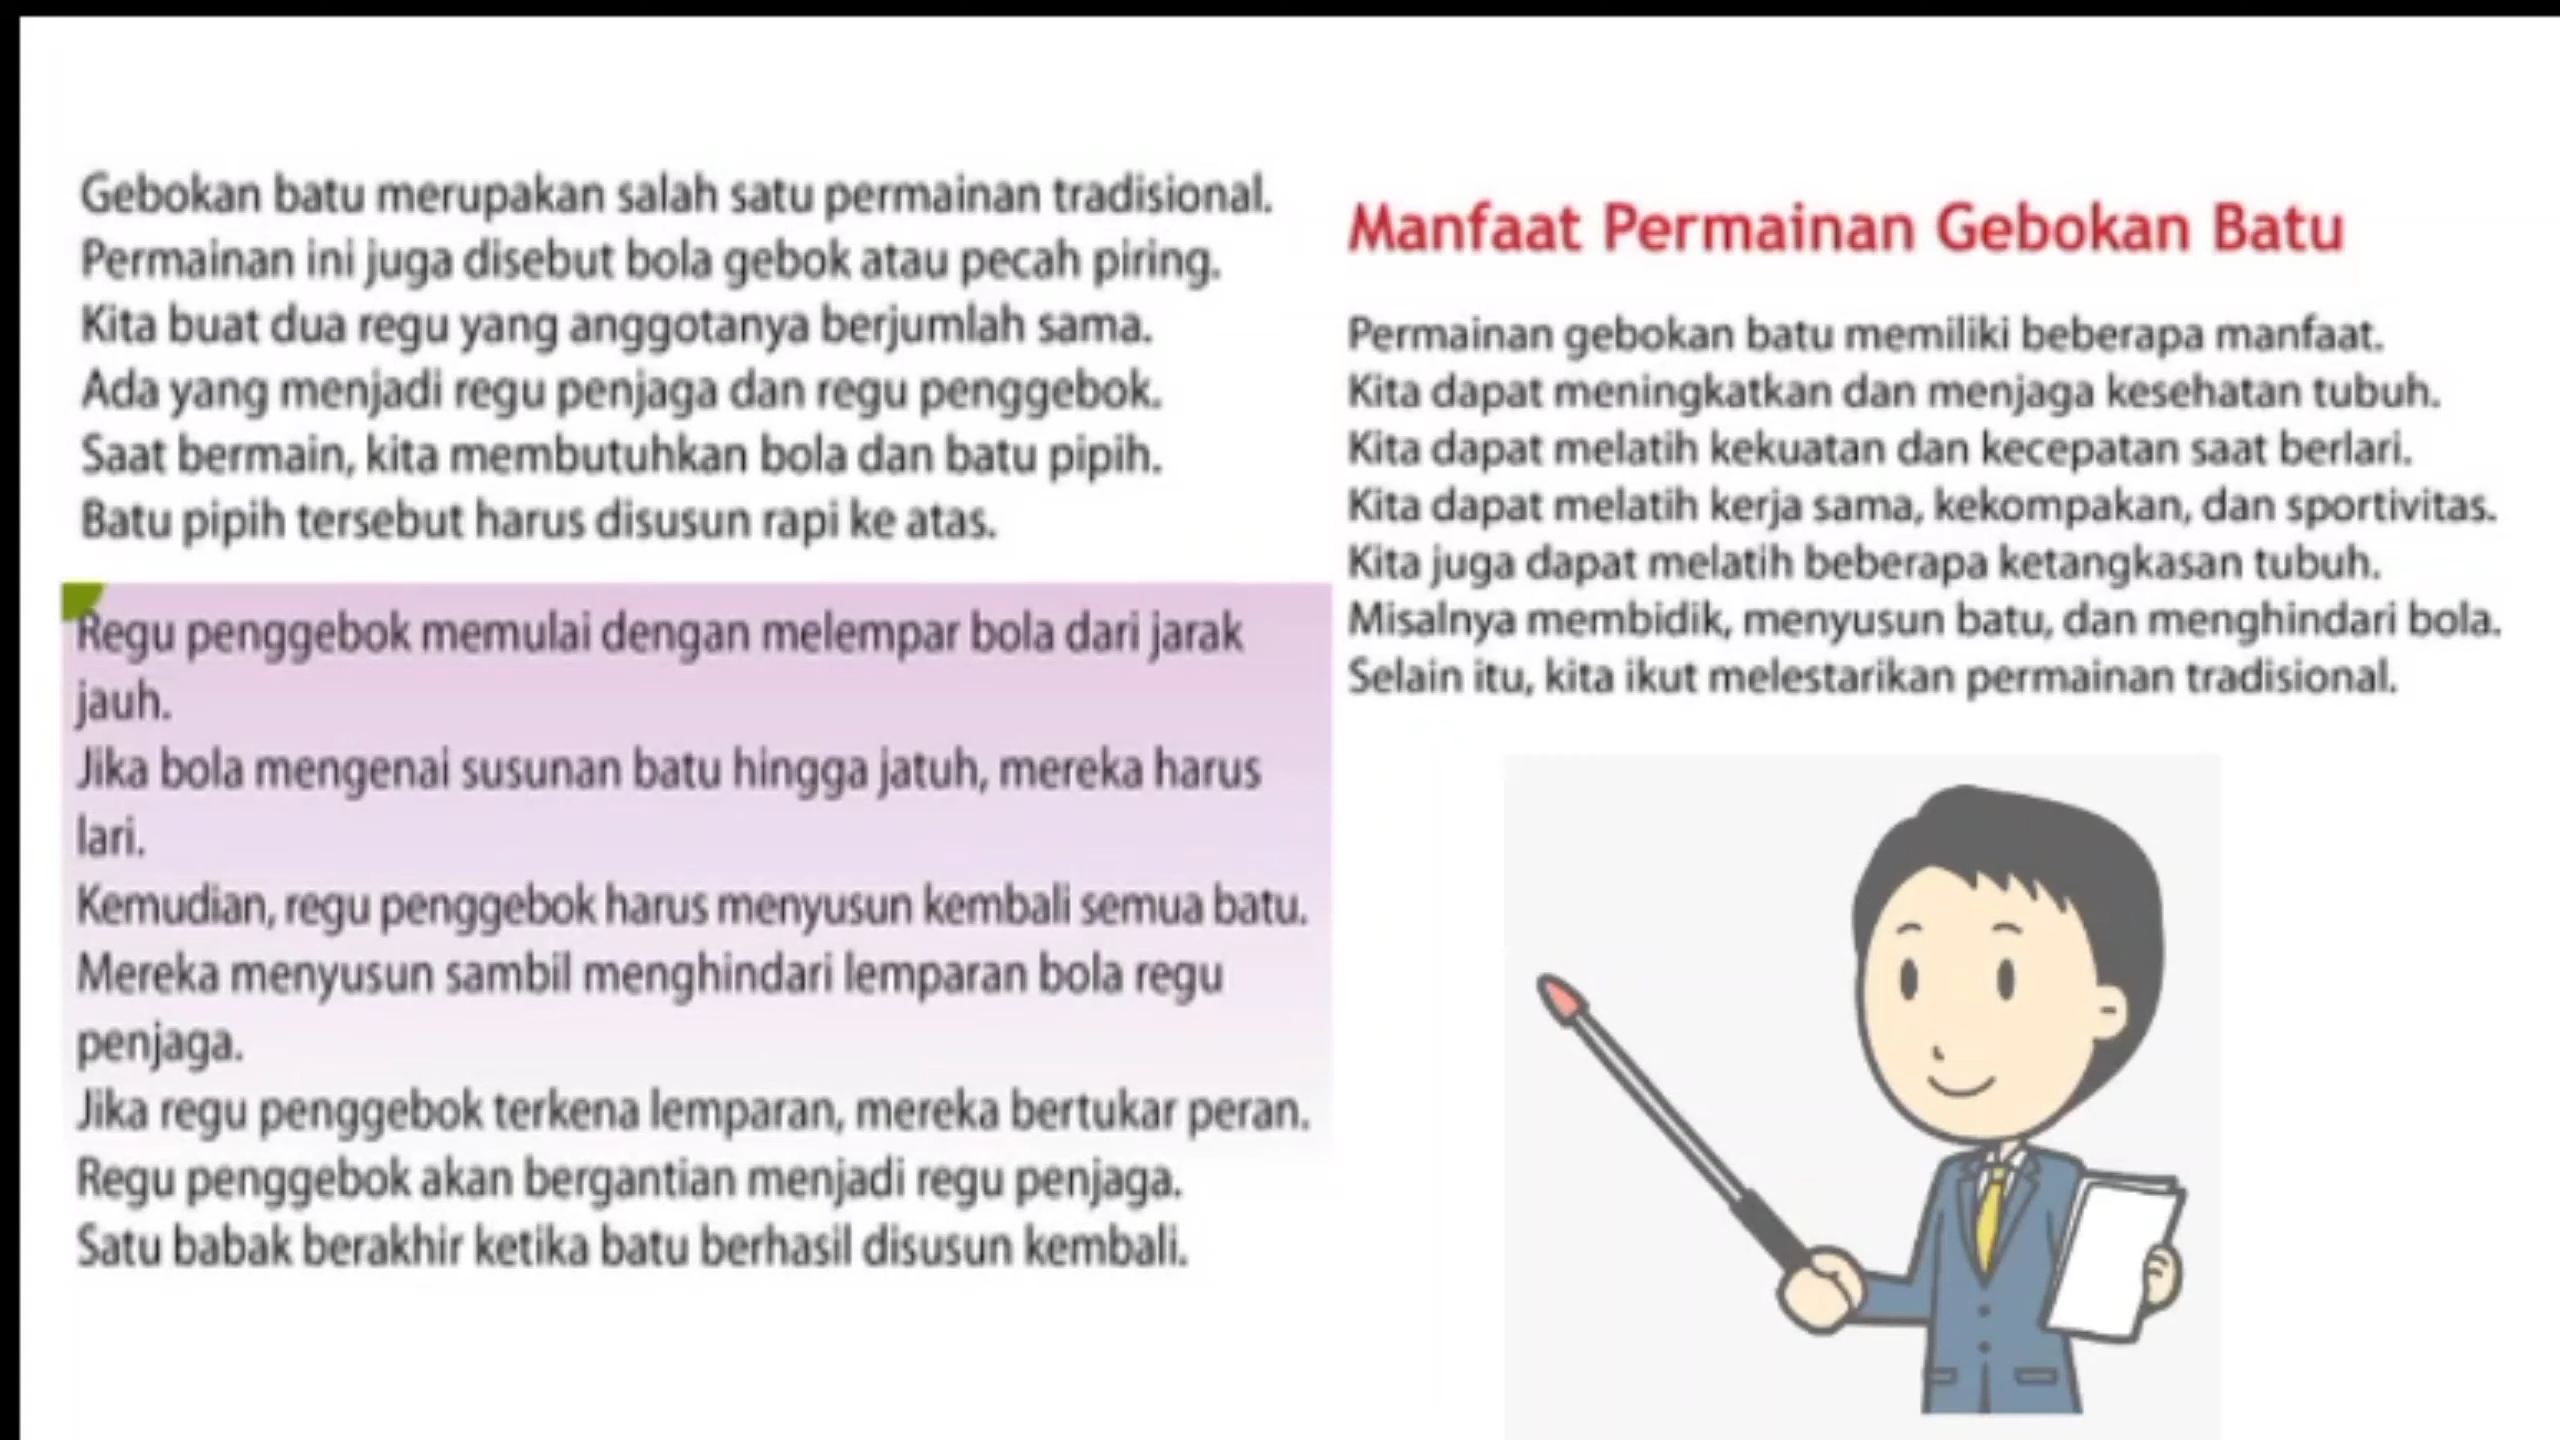 Gebokan batu merupakan salah satu permainan tradisional.
Permainan ini juga disebut bola gebok atau pecah piring.
Kita buat dua regu yang anggotanya berjumlah sama.
Ada yang menjadi regu penjaga dan regu penggebok.
Saat bermain, kita membutuhkan bola dan batu pipih.
Batu pipih tersebut harus disusun rapi ke atas.
Regu penggebok memulai dengan melempar bola dari jarak
jauh.
Jika bola mengenai susunan batu hingga jatuh, mereka harus
lari.
Kemudian, regu penggebok harus menyusun kembali semua batu.
Mereka menyusun sambil menghindari lemparan bola regu
penjaga.
Jika regu penggebok terkena lemparan, mereka bertukar peran.
Regu penggebok akan bergantian menjadi regu penjaga.
Satu babak berakhir ketika batu berhasil disusun kembali.
Manfaat Permainan Gebokan Batu
Permainan gebokan batu memiliki beberapa manfaat.
Kita dapat meningkatkan dan menjaga kesehatan tubuh.
Kita dapat melatih kekuatan dan kecepatan saat berlari.
Kita dapat melatih kerja sama, kekompakan, dan sportivitas.
Kita juga dapat melatih beberapa ketangkasan tubuh.
Misalnya membidik, menyusun batu, dan menghindari bola.
Selain itu, kita ikut melestarikan permainan tradisional.